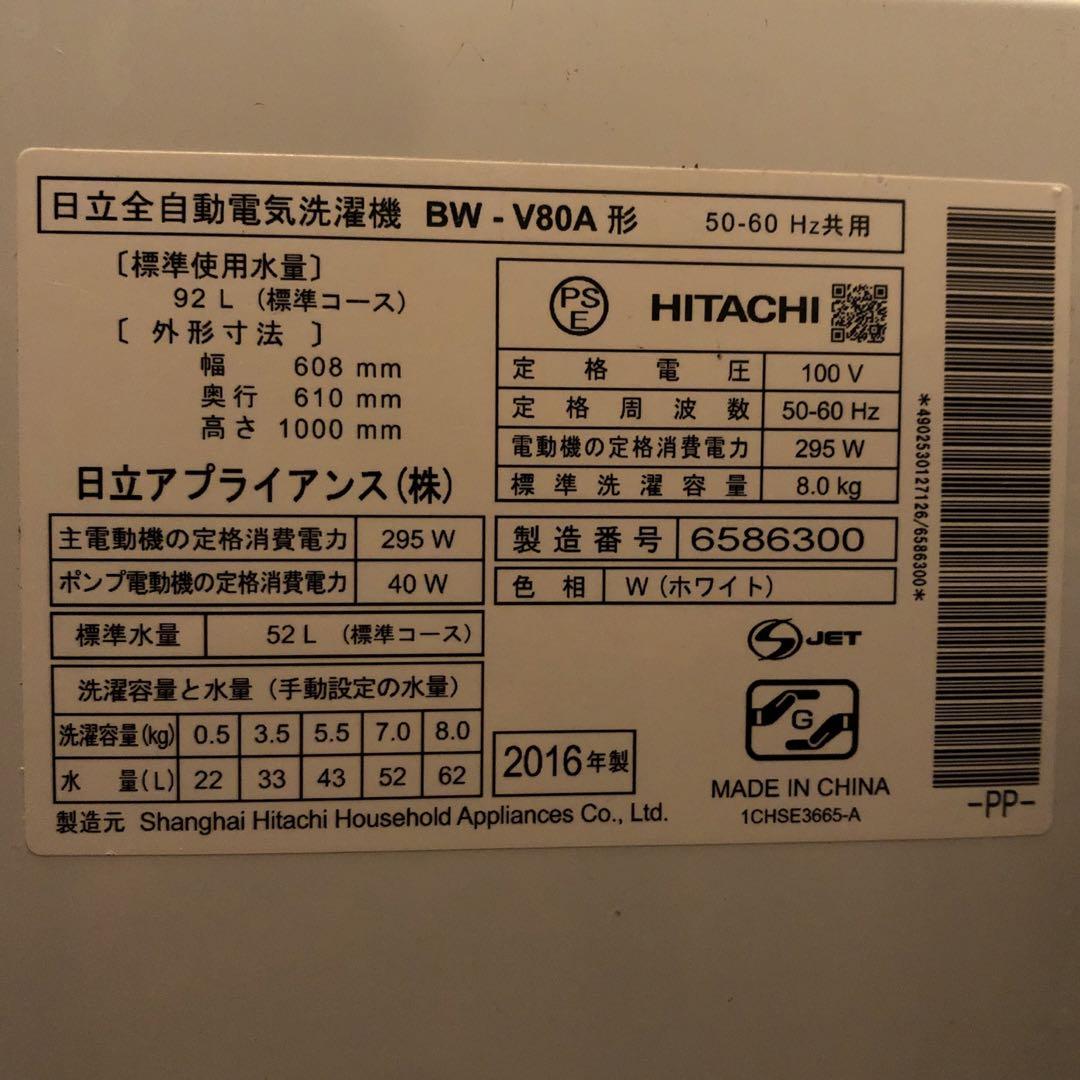 日立全自動電気洗濯機 BW - V80A 形 50-60 Hz共用
〔標準使用水量〕
92 L (標準コース)
〔 外形寸法 〕
幅 608 mm
奥行 610 mm
高さ 1000 mm
日立アプライアンス(株)
PS
E
HITACHI
定格電圧 100 V
定格周波数 50-60 Hz
電動機の定格消費電力 295 W
標準洗濯容量 8.0 kg
主電動機の定格消費電力 295 W
ポンプ電動機の定格消費電力 40 W
製造番号 6586300
色相 W (ホワイト)
標準水量 52 L (標準コース)
洗濯容量と水量 (手動設定の水量)
洗濯容量(kg) 0.5 3.5 5.5 7.0 8.0
水量(L) 22 33 43 52 62
2016年製
S JET
G
MADE IN CHINA
1CHSE3665-A
製造元 Shanghai Hitachi Household Appliances Co., Ltd.
*4902530127126/6586300*
-PP-